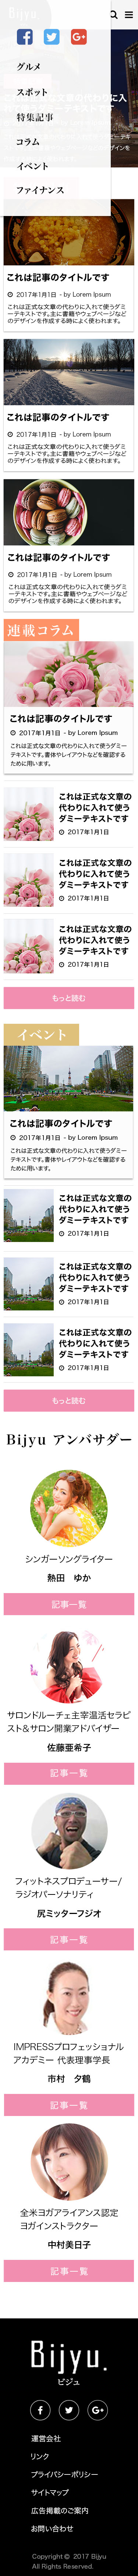 グルメ
スポット
特集記事
コラム
イベント
ファイナンス
これは記事のタイトルです
2017年1月1日 - by Lorem Ipsum
これは正式な文章の代わりに入れて使うダミー
テキストです。主に書籍やウェブページなど
のデザインを作成する時によく使われます。
これは記事のタイトルです
2017年1月1日 - by Lorem Ipsum
これは正式な文章の代わりに入れて使うダミー
テキストです。主に書籍やウェブページなど
のデザインを作成する時によく使われます。
これは記事のタイトルです
2017年1月1日 - by Lorem Ipsum
これは正式な文章の代わりに入れて使うダミー
テキストです。主に書籍やウェブページなど
のデザインを作成する時によく使われます。
連載コラム
これは記事のタイトルです
2017年1月1日 - by Lorem Ipsum
これは正式な文章の代わりに入れて使うダミー
テキストです。書体やレイアウトなどを確認する
ために用います。
これは正式な文章の
代わりに入れて使う
ダミーテキストです
2017年1月1日
これは正式な文章の
代わりに入れて使う
ダミーテキストです
2017年1月1日
これは正式な文章の
代わりに入れて使う
ダミーテキストです
2017年1月1日
もっと読む
イベント
これは記事のタイトルです
2017年1月1日 - by Lorem Ipsum
これは正式な文章の代わりに入れて使うダミー
テキストです。書体やレイアウトなどを確認する
ために用います。
これは正式な文章の
代わりに入れて使う
ダミーテキストです
2017年1月1日
これは正式な文章の
代わりに入れて使う
ダミーテキストです
2017年1月1日
これは正式な文章の
代わりに入れて使う
ダミーテキストです
2017年1月1日
もっと読む
Bijyu アンバサダー
シンガーソングライター
熱田 ゆか
記事一覧
サロンドルーチェ主宰温活セラピ
スト&サロン開業アドバイザー
佐藤亜希子
記事一覧
フィットネスプロデューサー/
ラジオパーソナリティ
尻ミッターフジオ
記事一覧
IMPRESSプロフェッショナル
アカデミー 代表理事学長
市村 夕鶴
記事一覧
全米ヨガアライアンス認定
ヨガインストラクター
中村美日子
記事一覧
Bijyu.
ビジュ
運営会社
リンク
プライバシーポリシー
サイトマップ
広告掲載のご案内
お問い合わせ
Copyright © 2017 Bijyu
All Rights Reserved.